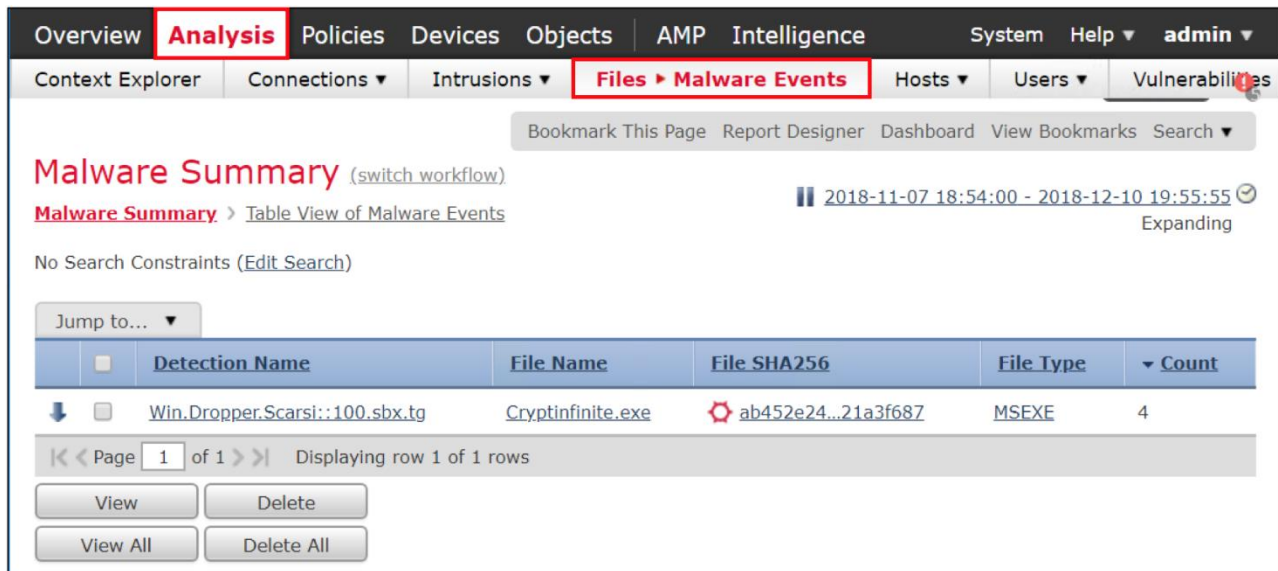 Overview Analysis Policies Devices Objects AMP Intelligence System Help ▼ admin ▼
Context Explorer Connections ▼ Intrusions ▼ Files ▸ Malware Events Hosts ▼ Users ▼ Vulnerabilities
Bookmark This Page Report Designer Dashboard View Bookmarks Search ▼
Malware Summary (switch workflow)
2018-11-07 18:54:00 - 2018-12-10 19:55:55
Malware Summary > Table View of Malware Events
Expanding
No Search Constraints (Edit Search)
Jump to... ▼
Detection Name File Name File SHA256 File Type ▼ Count
Win.Dropper.Scarsi::100.sbx.tg Cryptinfinite.exe ab452e24...21a3f687 MSEXE 4
|< < Page 1 of 1 > >| Displaying row 1 of 1 rows
View Delete
View All Delete All